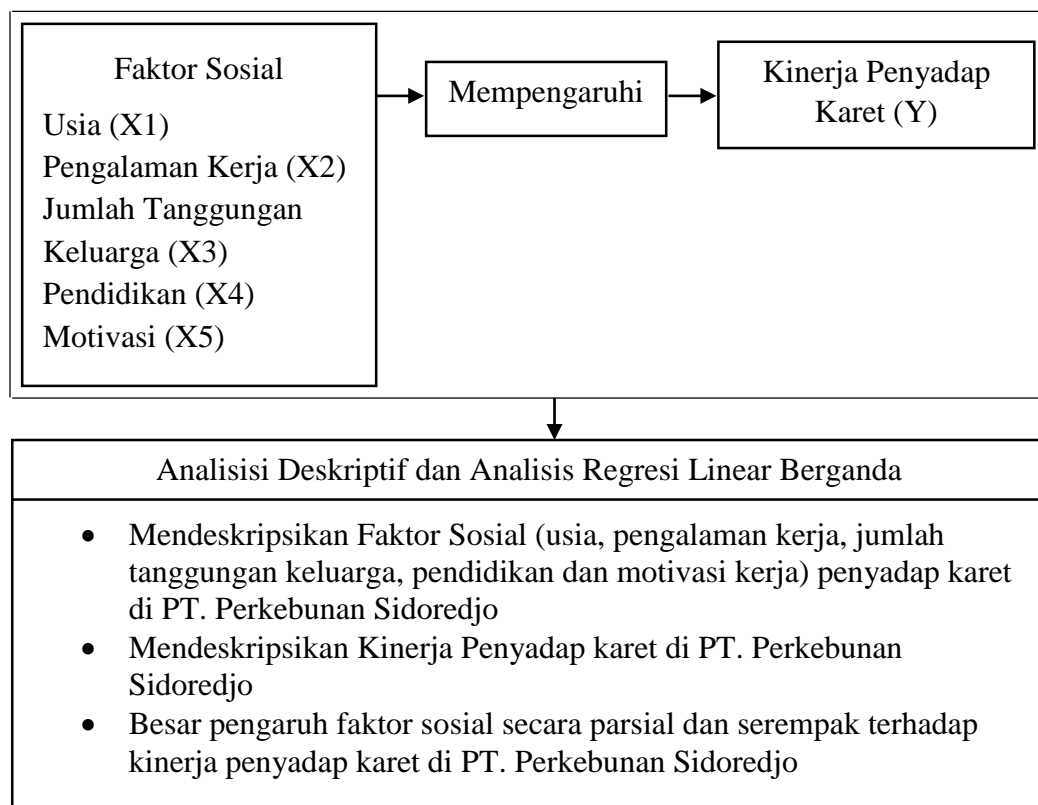 Faktor Sosial
Usia (X1)
Pengalaman Kerja (X2)
Jumlah Tanggungan
Keluarga (X3)
Pendidikan (X4)
Motivasi (X5)
Mempengaruhi
Kinerja Penyadap
Karet (Y)
Analisisi Deskriptif dan Analisis Regresi Linear Berganda
• Mendeskripsikan Faktor Sosial (usia, pengalaman kerja, jumlah
tanggungan keluarga, pendidikan dan motivasi kerja) penyadap karet
di PT. Perkebunan Sidoredjo
• Mendeskripsikan Kinerja Penyadap karet di PT. Perkebunan
Sidoredjo
• Besar pengaruh faktor sosial secara parsial dan serempak terhadap
kinerja penyadap karet di PT. Perkebunan Sidoredjo